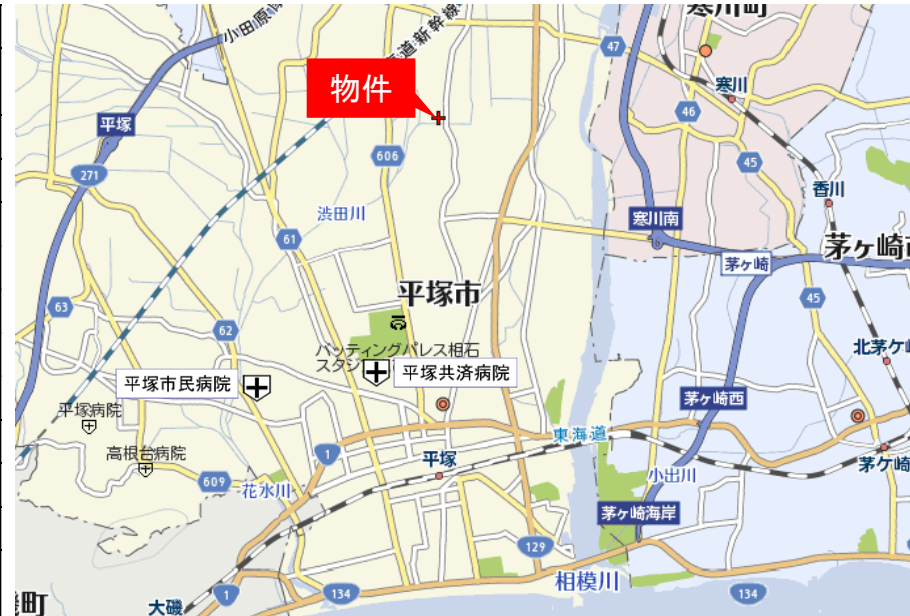 小田原
道新幹線
寒川町
47
物件
寒川
平塚
46
606
271
45
香川
渋田川
寒川南
61
茅ヶ崎
茅ヶ崎
平塚市
63
62
45
バッティングパレス相石
スタジ
平塚共済病院
平塚市民病院
北茅ケ
茅ヶ崎西
平塚病院
東海道
高根台病院
1
平塚
茅ケ崎
609
花水川
小出川
茅ヶ崎海岸
129
相模川
134
134
1
大磯
町